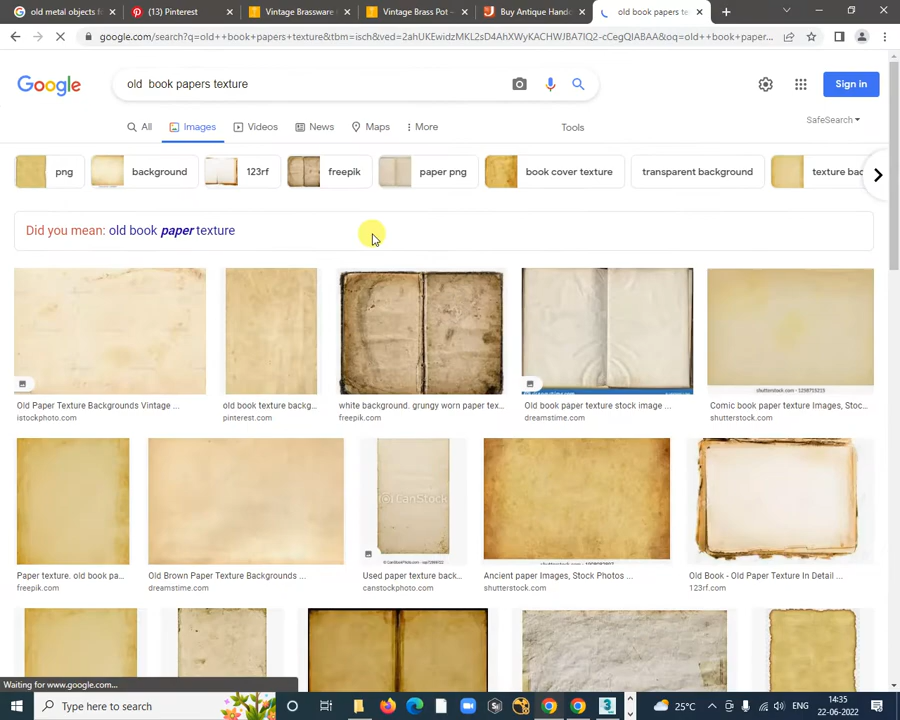 old metal objects f
(13) Pinterest
Vintage Brassware
Vintage Brass Pot –
Buy Antique Hand
old book papers te
google.com/search?q=old++book+papers+texture&tbm=isch&ved=2ahUKEwidzMKL2sD4AhXWyKACHWJBA7IQ2-cCegQIABAA&oq=old++book+paper...
Google
old  book papers texture
Sign in
All
Images
Videos
News
Maps
More
Tools
SafeSearch
png
background
123rf
freepik
paper png
book cover texture
transparent background
texture bac
Did you mean: old book paper texture
shutterstock.com · 1298715215
Old Paper Texture Backgrounds Vintage ...
old book texture backg...
white background. grungy worn paper tex...
Old book paper texture stock image ...
Comic book paper texture Images, Stoc...
istockphoto.com
pinterest.com
freepik.com
dreamstime.com
shutterstock.com
CanStock
Paper texture. old book pa...
Old Brown Paper Texture Backgrounds ...
Used paper texture back...
Ancient paper Images, Stock Photos ...
Old Book - Old Paper Texture In Detail ...
freepik.com
dreamstime.com
canstockphoto.com
shutterstock.com
123rf.com
Waiting for www.google.com...
Type here to search
25°C
ENG
14:35
22-06-2022